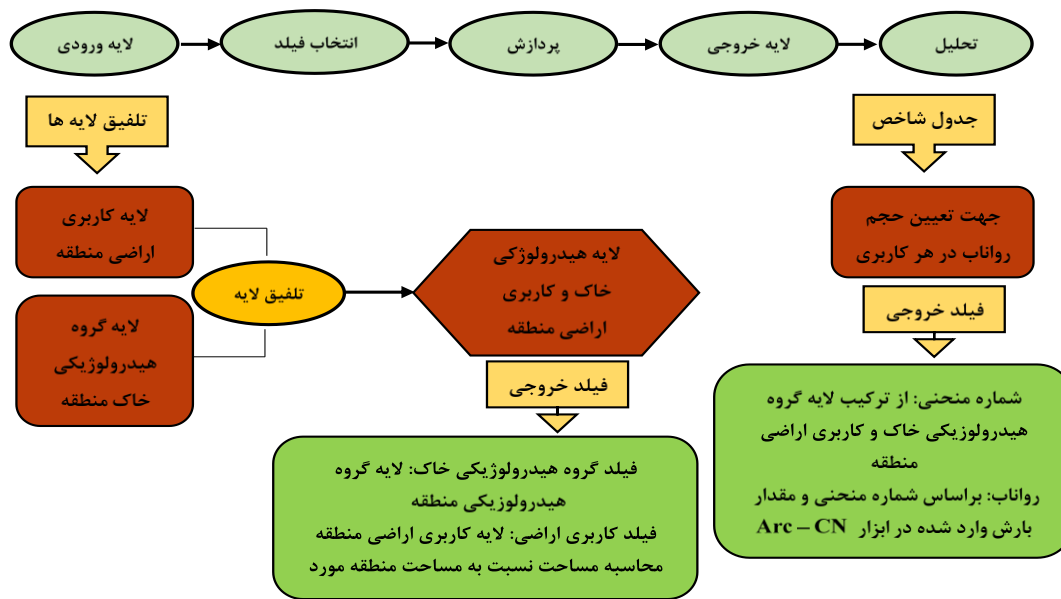 لایه ورودی
انتخاب فیلد
پردازش
لایه خروجی
تحلیل
تلفیق لایه ها
لایه کاربری
اراضی منطقه
لایه گروه
هیدرولوژیکی
خاک منطقه
تلفیق لایه
لایه هیدرولوژکی
خاک و کاربری
اراضی منطقه
فیلد خروجی
فیلد گروه هیدرولوژیکی خاک: لایه گروه
هیدرولوزیکی منطقه
فیلد کاربری اراضی: لایه کاربری اراضی منطقه
محاسبه مساحت نسبت به مساحت منطقه مورد
جدول شاخص
جهت تعیین حجم
رواناب در هر کاربری
فیلد خروجی
شماره منحنی: از ترکیب لایه گروه
هیدرولوزیکی خاک و کاربری اراضی
منطقه
رواناب: براساس شماره منحنی و مقدار
بارش وارد شده در ابزار Arc – CN